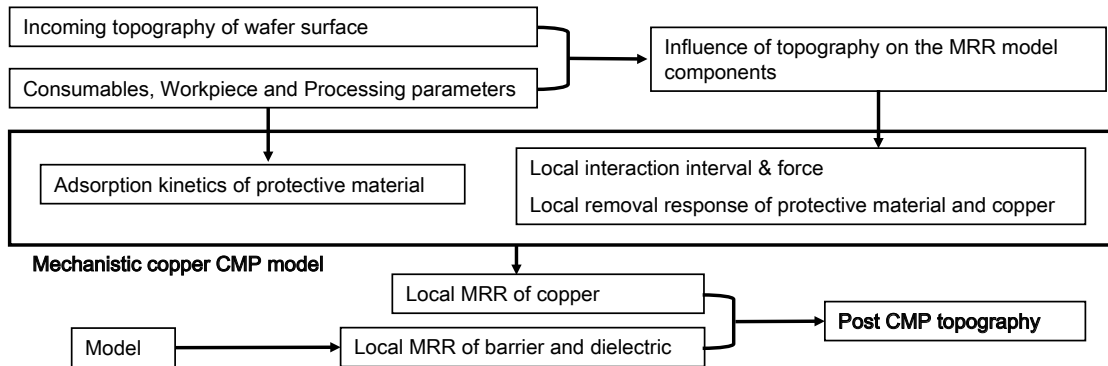 Incoming topography of wafer surface
Influence of topography on the MRR model
components
Consumables, Workpiece and Processing parameters
Adsorption kinetics of protective material
Local interaction interval & force
Local removal response of protective material and copper
Mechanistic copper CMP model
Local MRR of copper
Post CMP topography
Model
Local MRR of barrier and dielectric